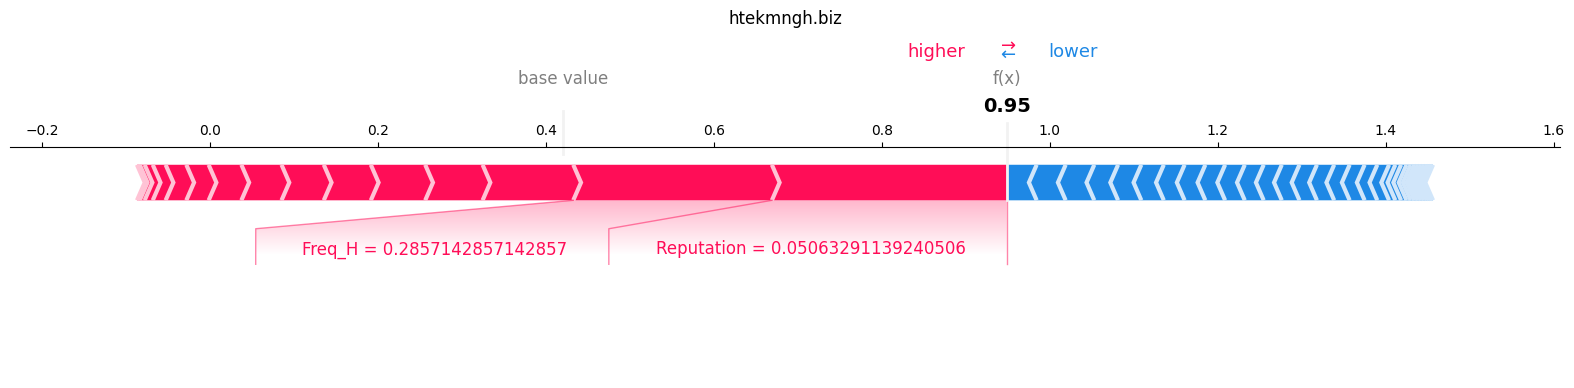 htekmngh.biz
higher ⇄ lower
base value f(x)
0.95
−0.2 0.0 0.2 0.4 0.6 0.8 1.0 1.2 1.4 1.6
Freq_H = 0.2857142857142857 Reputation = 0.05063291139240506